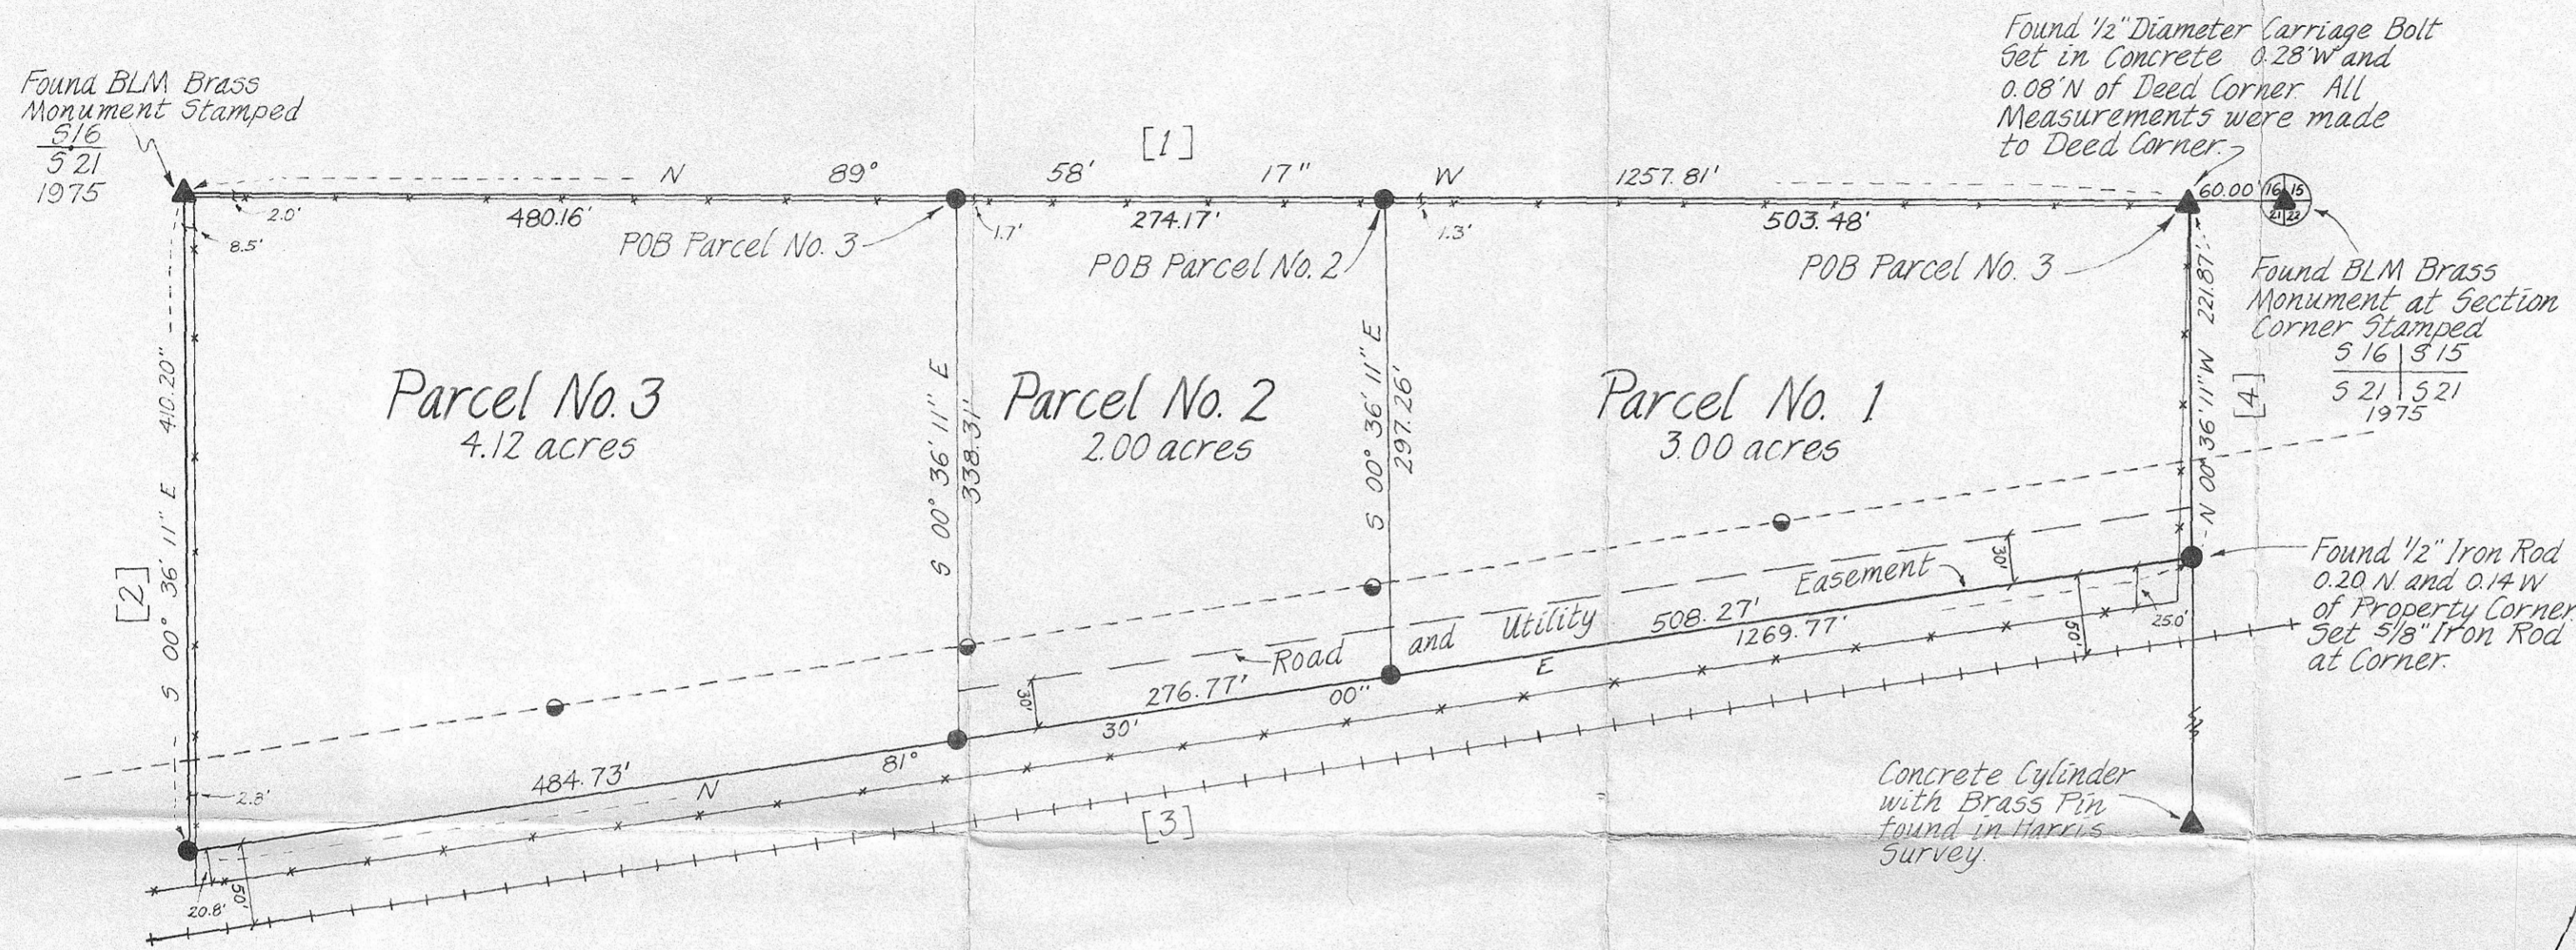 Found 1/2" Diameter Carriage Bolt
Set in Concrete 0.28'W and
0.08'N of Deed Corner. All
Measurements were made
to Deed Corner.
Found BLM Brass
Monument Stamped
S16
S21
1975
[1]
N 89° 58' 17" W 1257.81'
60.00'
16 15
21 22
2.0'
480.16'
1.7'
274.17'
1.3'
503.48'
8.5'
POB Parcel No. 3
POB Parcel No. 2
POB Parcel No. 3
Found BLM Brass
Monument at Section
Corner Stamped
S 16 | S 15
S 21 | S 21
1975
[2]
S 00° 36' 11" E 410.20"
Parcel No. 3
4.12 acres
S 00° 36' 11" E
338.31'
Parcel No. 2
2.00 acres
S 00° 36' 11" E
297.26'
Parcel No. 1
3.00 acres
N 00° 36' 11" W 221.87'
[4]
Found 1/2" Iron Rod
0.20 N and 0.14 W
of Property Corner.
Set 5/8" Iron Rod
at Corner.
30'
Road and Utility Easement
508.27'
1269.77'
25.0'
50'
30'
276.77'
484.73'
N 81° 30' 00" E
2.8'
[3]
20.8'
50'
Concrete Cylinder
with Brass Pin
found in Harris
Survey.